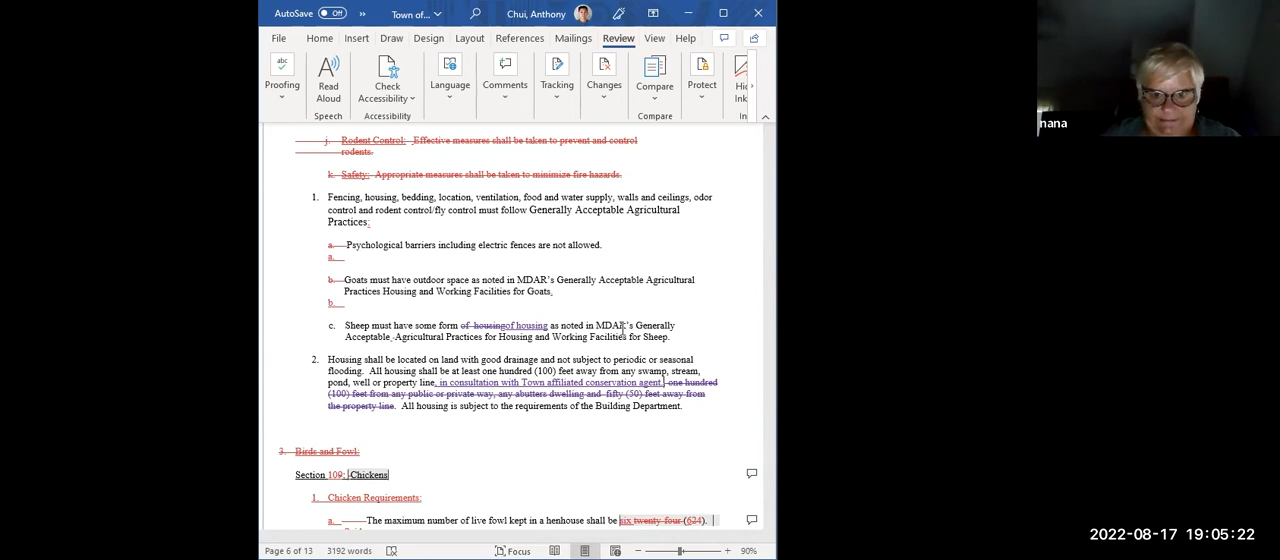 AutoSave Off Town of... Chui, Anthony
File Home Insert Draw Design Layout References Mailings Review View Help
abc
Proofing Read Aloud Check Accessibility Language Comments Tracking Changes Compare Protect Hide Ink
Speech Accessibility Compare
j. Rodent Control: Effective measures shall be taken to prevent and control
rodents.
k. Safety: Appropriate measures shall be taken to minimize fire hazards.
1. Fencing, housing, bedding, location, ventilation, food and water supply, walls and ceilings, odor
control and rodent control/fly control must follow Generally Acceptable Agricultural
Practices:
a. Psychological barriers including electric fences are not allowed.
a.
b. Goats must have outdoor space as noted in MDAR's Generally Acceptable Agricultural
Practices Housing and Working Facilities for Goats.
b.
c. Sheep must have some form of housingof housing as noted in MDAR's Generally
Acceptable Agricultural Practices for Housing and Working Facilities for Sheep.
2. Housing shall be located on land with good drainage and not subject to periodic or seasonal
flooding. All housing shall be at least one hundred (100) feet away from any swamp, stream,
pond, well or property line, in consultation with Town affiliated conservation agent, one hundred
(100) feet from any public or private way, any abutters dwelling and fifty (50) feet away from
the property line. All housing is subject to the requirements of the Building Department.
3. Birds and Fowl:
Section 109: Chickens
1. Chicken Requirements:
a. The maximum number of live fowl kept in a henhouse shall be six twenty-four (624).
Page 6 of 13 3192 words Focus 90%
nana
2022-08-17 19:05:22